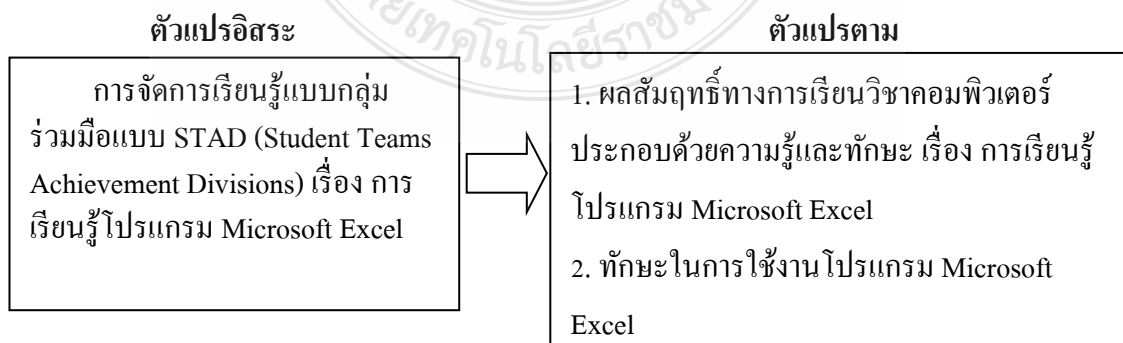 ตัวแปรอิสระ
การจัดการเรียนรู้แบบกลุ่ม
ร่วมมือแบบ STAD (Student Teams
Achievement Divisions) เรื่อง การ
เรียนรู้โปรแกรม Microsoft Excel
ตัวแปรตาม
1. ผลสัมฤทธิ์ทางการเรียนวิชาคอมพิวเตอร์
ประกอบด้วยความรู้และทักษะ เรื่อง การเรียนรู้
โปรแกรม Microsoft Excel
2. ทักษะในการใช้งานโปรแกรม Microsoft
Excel